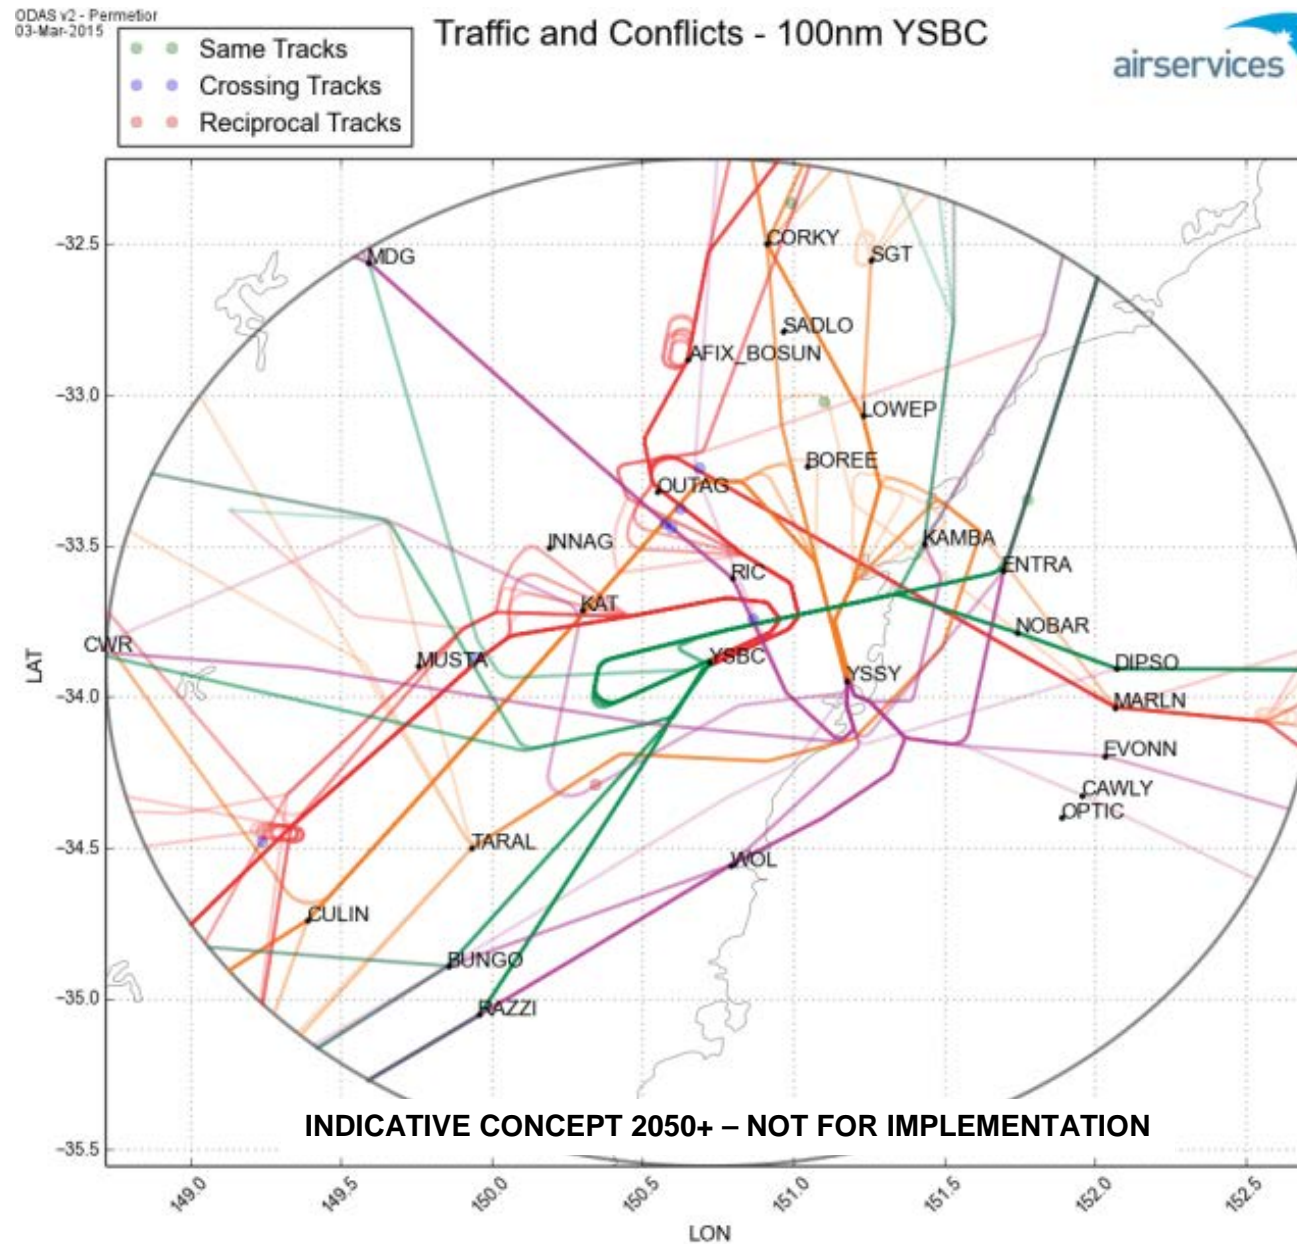 ODAS v2 - Permetior
03-Mar-2015
Traffic and Conflicts - 100nm YSBC
airservices
Same Tracks
Crossing Tracks
Reciprocal Tracks
LAT
−32.5
−33.0
−33.5
−34.0
−34.5
−35.0
−35.5
MDG
CORKY
SGT
SADLO
AFIX_BOSUN
LOWEP
BOREE
OUTAG
INNAG
KAMBA
RIC
ENTRA
KAT
NOBAR
CWR
MUSTA
YSBC
YSSY
DIPSO
MARLN
EVONN
CAWLY
OPTIC
TARAL
WOL
CULIN
BUNGO
RAZZI
INDICATIVE CONCEPT 2050+ – NOT FOR IMPLEMENTATION
149.0
149.5
150.0
150.5
151.0
151.5
152.0
152.5
LON